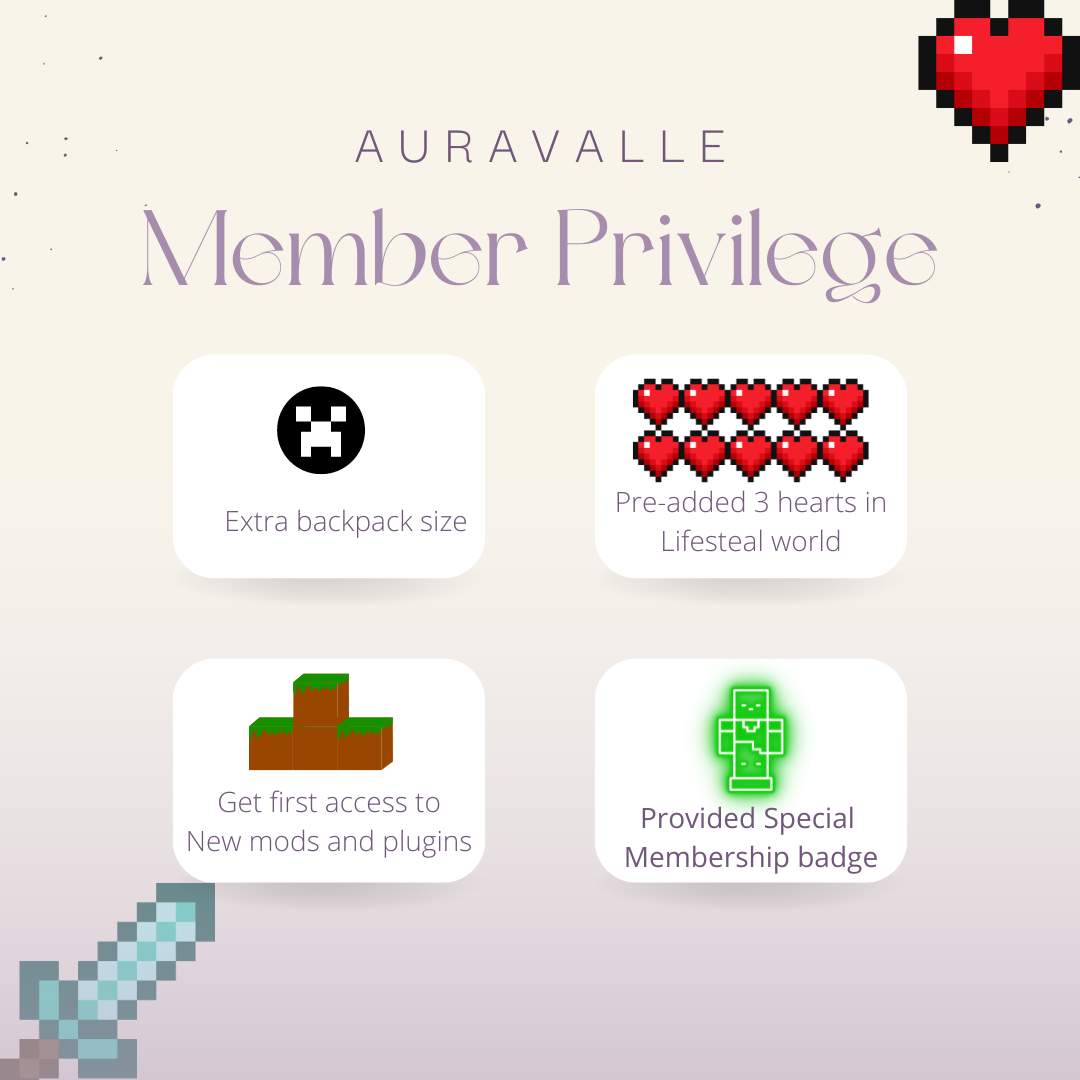 AURAVALLE
Member Privilege
Extra backpack size
Pre-added 3 hearts in
Lifesteal world
Get first access to
New mods and plugins
Provided Special
Membership badge